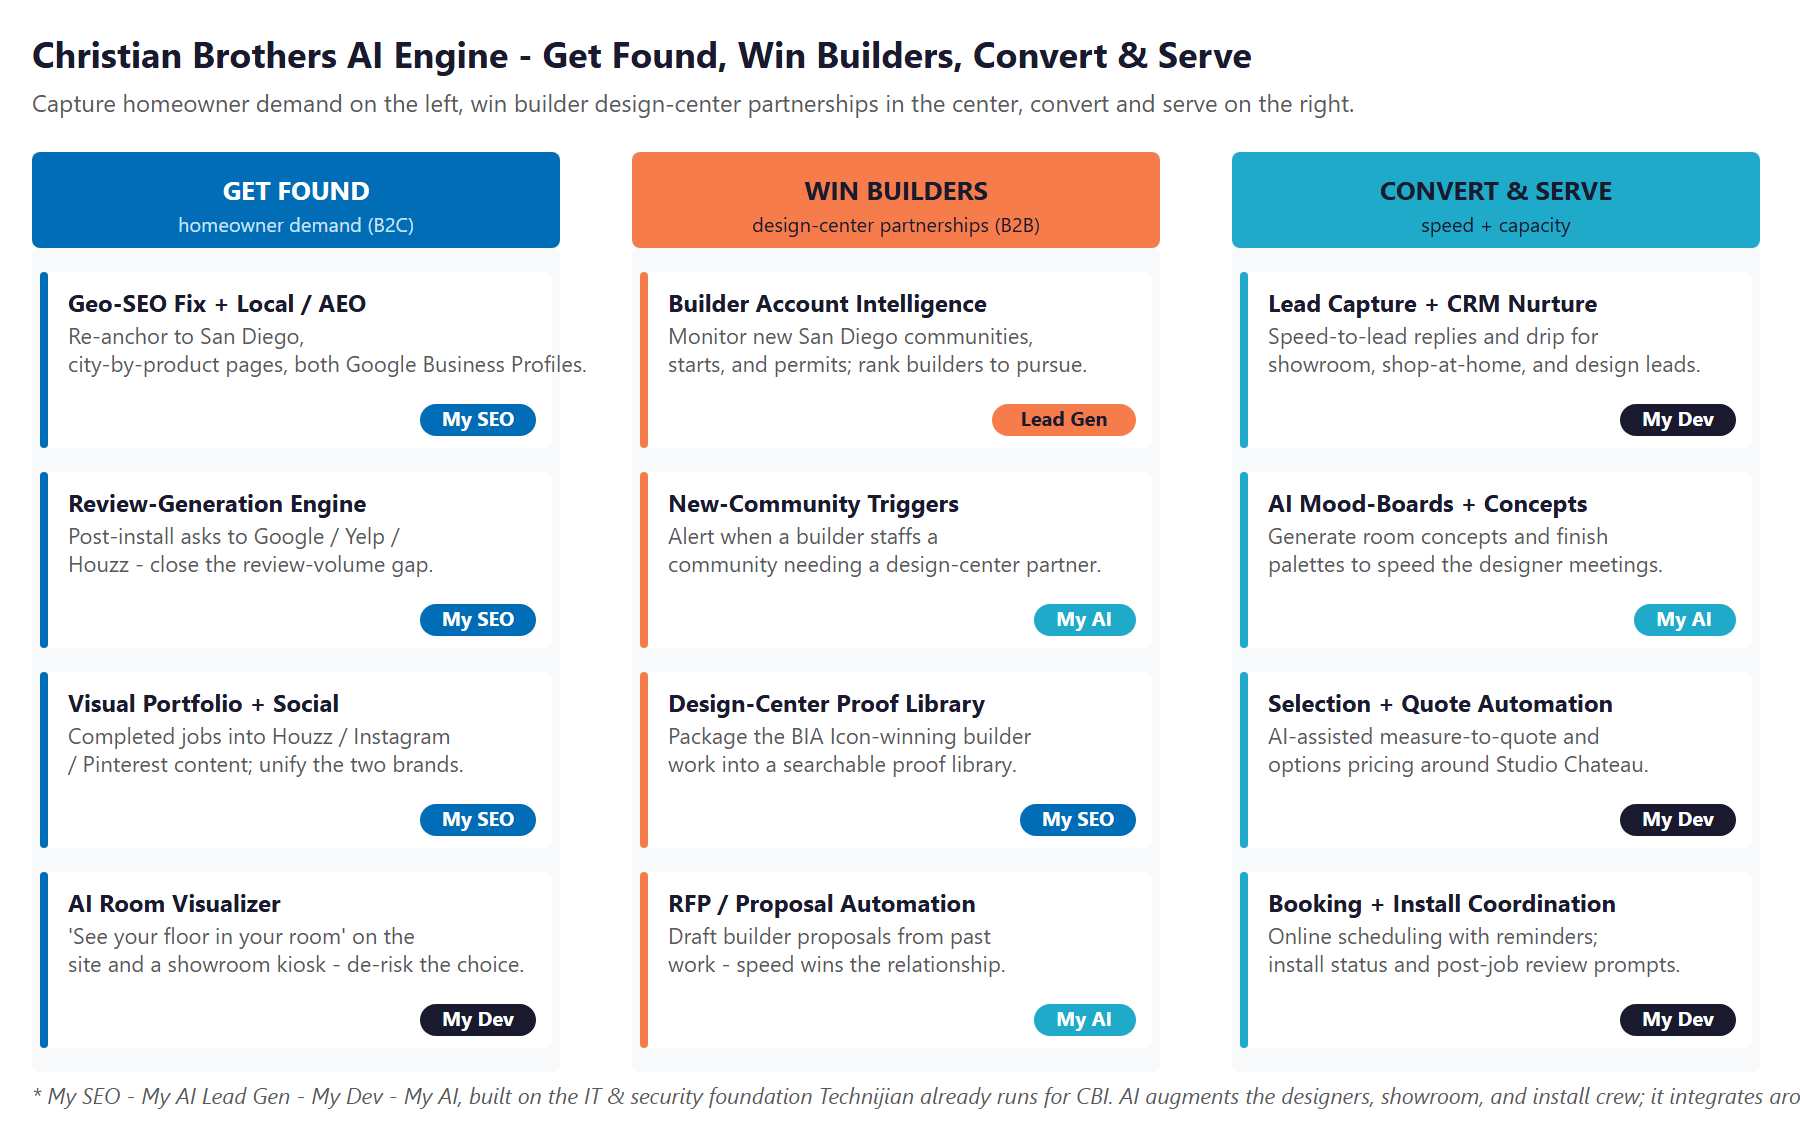 Christian Brothers AI Engine - Get Found, Win Builders, Convert & Serve
Capture homeowner demand on the left, win builder design-center partnerships in the center, convert and serve on the right.
GET FOUND
homeowner demand (B2C)
Geo-SEO Fix + Local / AEO
Re-anchor to San Diego,
city-by-product pages, both Google Business Profiles.
My SEO
Review-Generation Engine
Post-install asks to Google / Yelp /
Houzz - close the review-volume gap.
My SEO
Visual Portfolio + Social
Completed jobs into Houzz / Instagram
/ Pinterest content; unify the two brands.
My SEO
AI Room Visualizer
'See your floor in your room' on the
site and a showroom kiosk - de-risk the choice.
My Dev
WIN BUILDERS
design-center partnerships (B2B)
Builder Account Intelligence
Monitor new San Diego communities,
starts, and permits; rank builders to pursue.
Lead Gen
New-Community Triggers
Alert when a builder staffs a
community needing a design-center partner.
My AI
Design-Center Proof Library
Package the BIA Icon-winning builder
work into a searchable proof library.
My SEO
RFP / Proposal Automation
Draft builder proposals from past
work - speed wins the relationship.
My AI
CONVERT & SERVE
speed + capacity
Lead Capture + CRM Nurture
Speed-to-lead replies and drip for
showroom, shop-at-home, and design leads.
My Dev
AI Mood-Boards + Concepts
Generate room concepts and finish
palettes to speed the designer meetings.
My AI
Selection + Quote Automation
AI-assisted measure-to-quote and
options pricing around Studio Chateau.
My Dev
Booking + Install Coordination
Online scheduling with reminders;
install status and post-job review prompts.
My Dev
* My SEO - My AI Lead Gen - My Dev - My AI, built on the IT & security foundation Technijian already runs for CBI. AI augments the designers, showroom, and install crew; it integrates